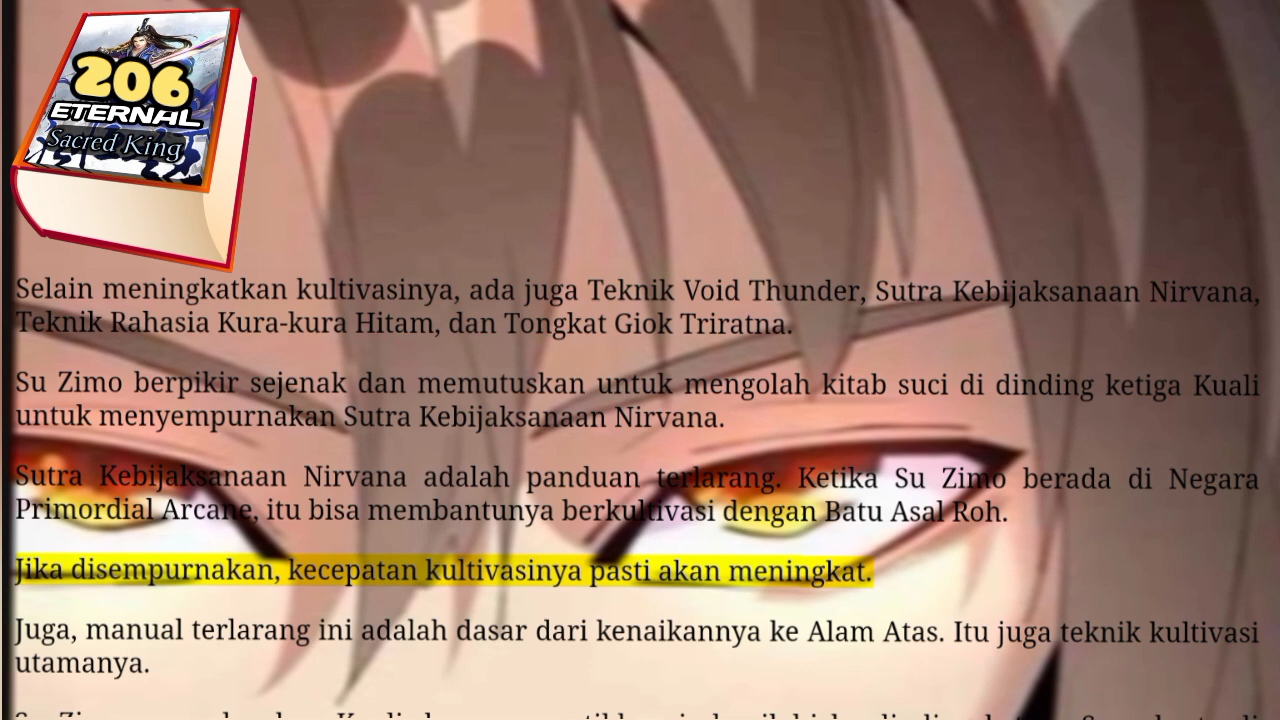 206
ETERNAL
Sacred King
Selain meningkatkan kultivasinya, ada juga Teknik Void Thunder, Sutra Kebijaksanaan Nirvana,
Teknik Rahasia Kura-kura Hitam, dan Tongkat Giok Triratna.
Su Zimo berpikir sejenak dan memutuskan untuk mengolah kitab suci di dinding ketiga Kuali
untuk menyempurnakan Sutra Kebijaksanaan Nirvana.
Sutra Kebijaksanaan Nirvana adalah panduan terlarang. Ketika Su Zimo berada di Negara
Primordial Arcane, itu bisa membantunya berkultivasi dengan Batu Asal Roh.
Jika disempurnakan, kecepatan kultivasinya pasti akan meningkat.
Juga, manual terlarang ini adalah dasar dari kenaikannya ke Alam Atas. Itu juga teknik kultivasi
utamanya.